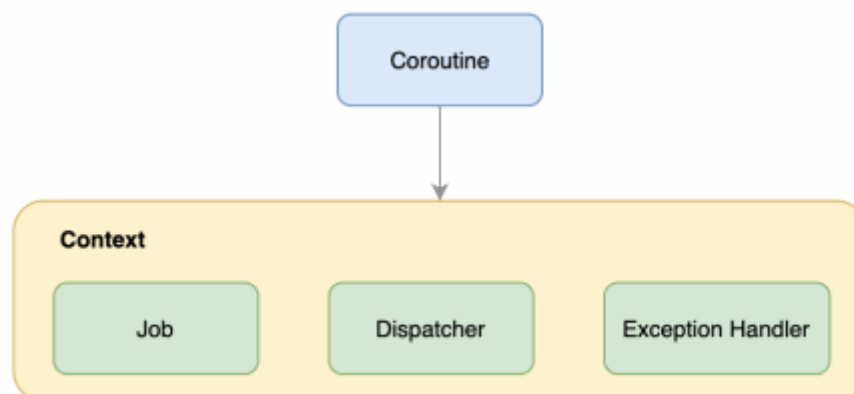 Coroutine
Context
Job
Dispatcher
Exception Handler